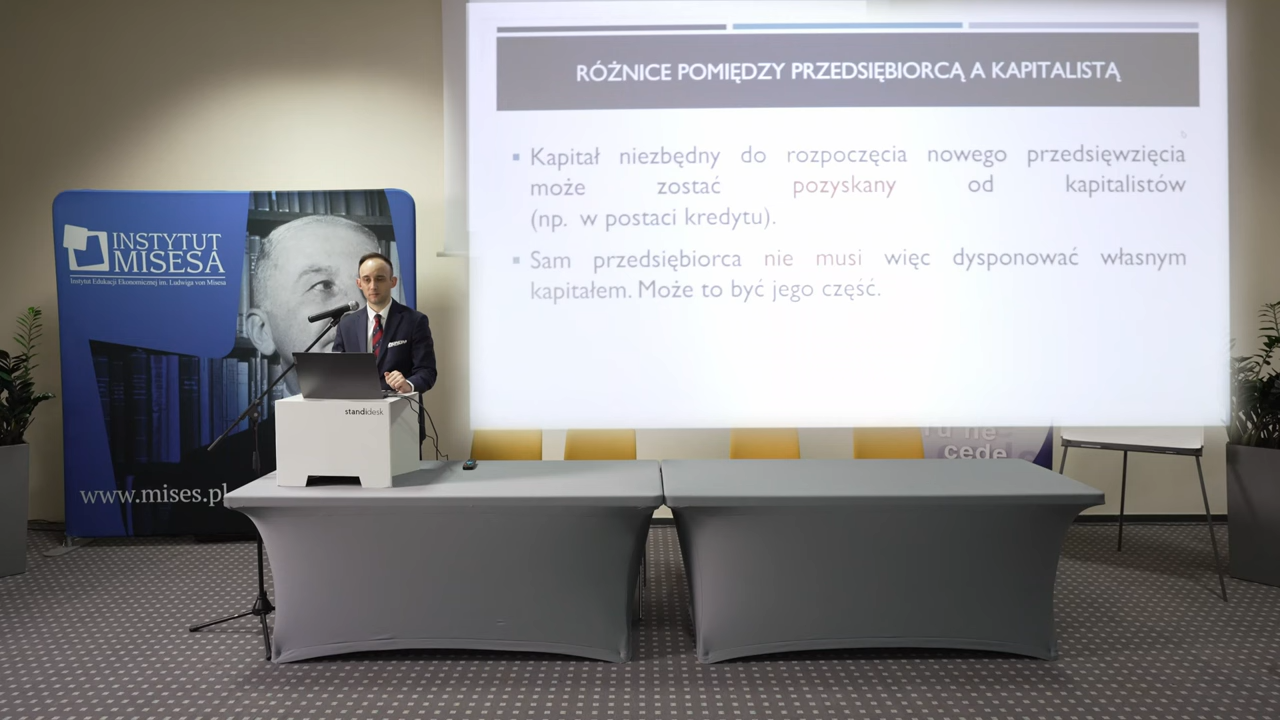 RÓŻNICE POMIĘDZY PRZEDSIĘBIORCĄ A KAPITALISTĄ
▪ Kapitał niezbędny do rozpoczęcia nowego przedsięwzięcia
może zostać pozyskany od kapitalistów
(np. w postaci kredytu).
▪ Sam przedsiębiorca nie musi więc dysponować własnym
kapitałem. Może to być jego część.
INSTYTUT
MISESA
Instytut Edukacji Ekonomicznej im. Ludwiga von Misesa
standidesk
www.mises.pl
ne
cede